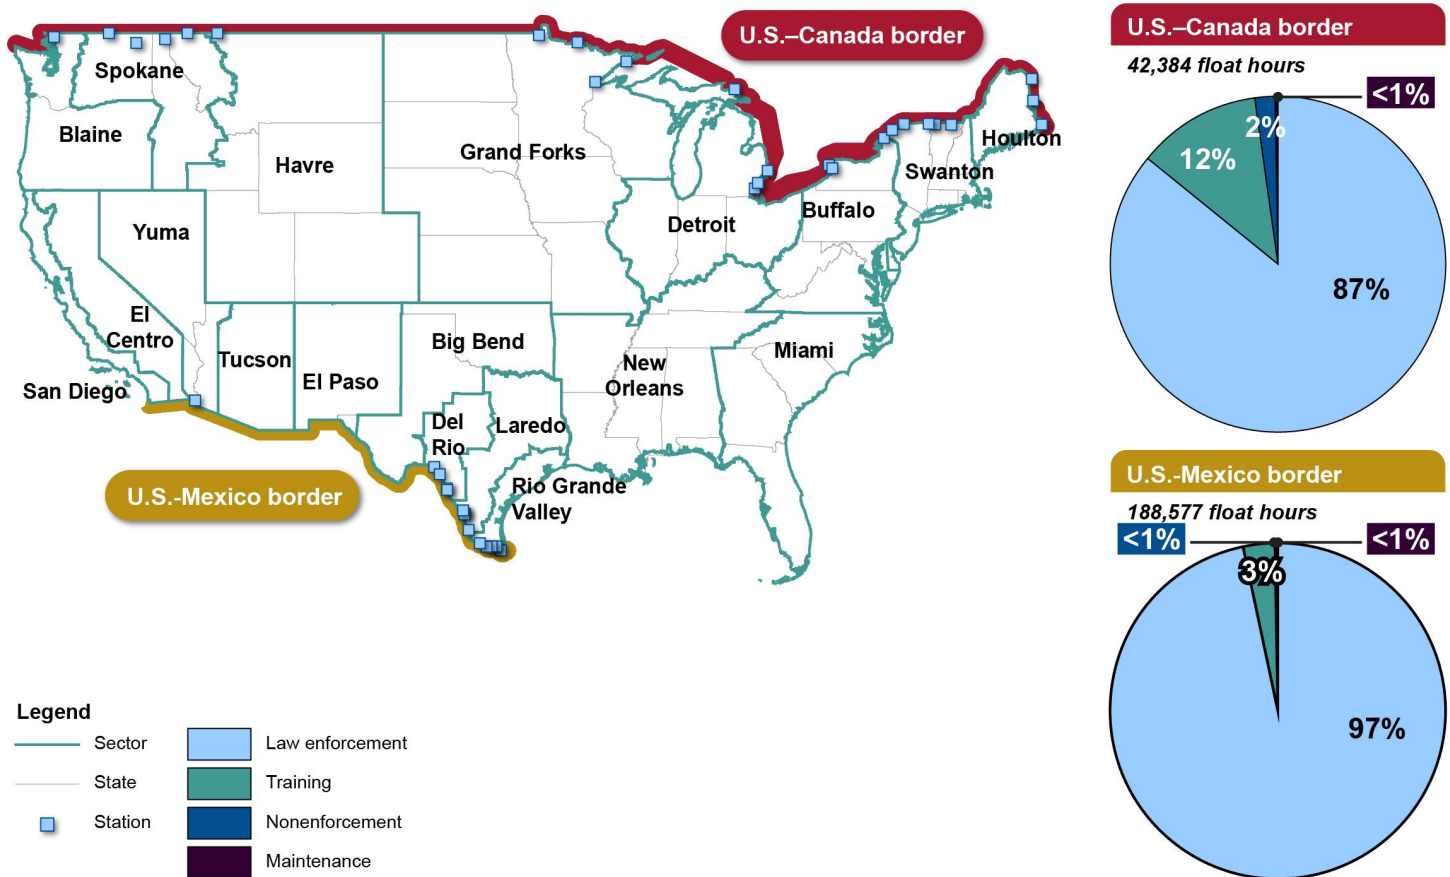 U.S.–Canada border
Spokane
Blaine
Havre
Grand Forks
Houlton
Swanton
Buffalo
Detroit
Yuma
El
Centro
Tucson
El Paso
San Diego
Big Bend
New
Orleans
Miami
Del
Rio
Laredo
Rio Grande
Valley
U.S.-Mexico border
U.S.–Canada border
42,384 float hours
<1%
2%
12%
87%
U.S.-Mexico border
188,577 float hours
<1%
<1%
3%
97%
Legend
Sector
State
Station
Law enforcement
Training
Nonenforcement
Maintenance